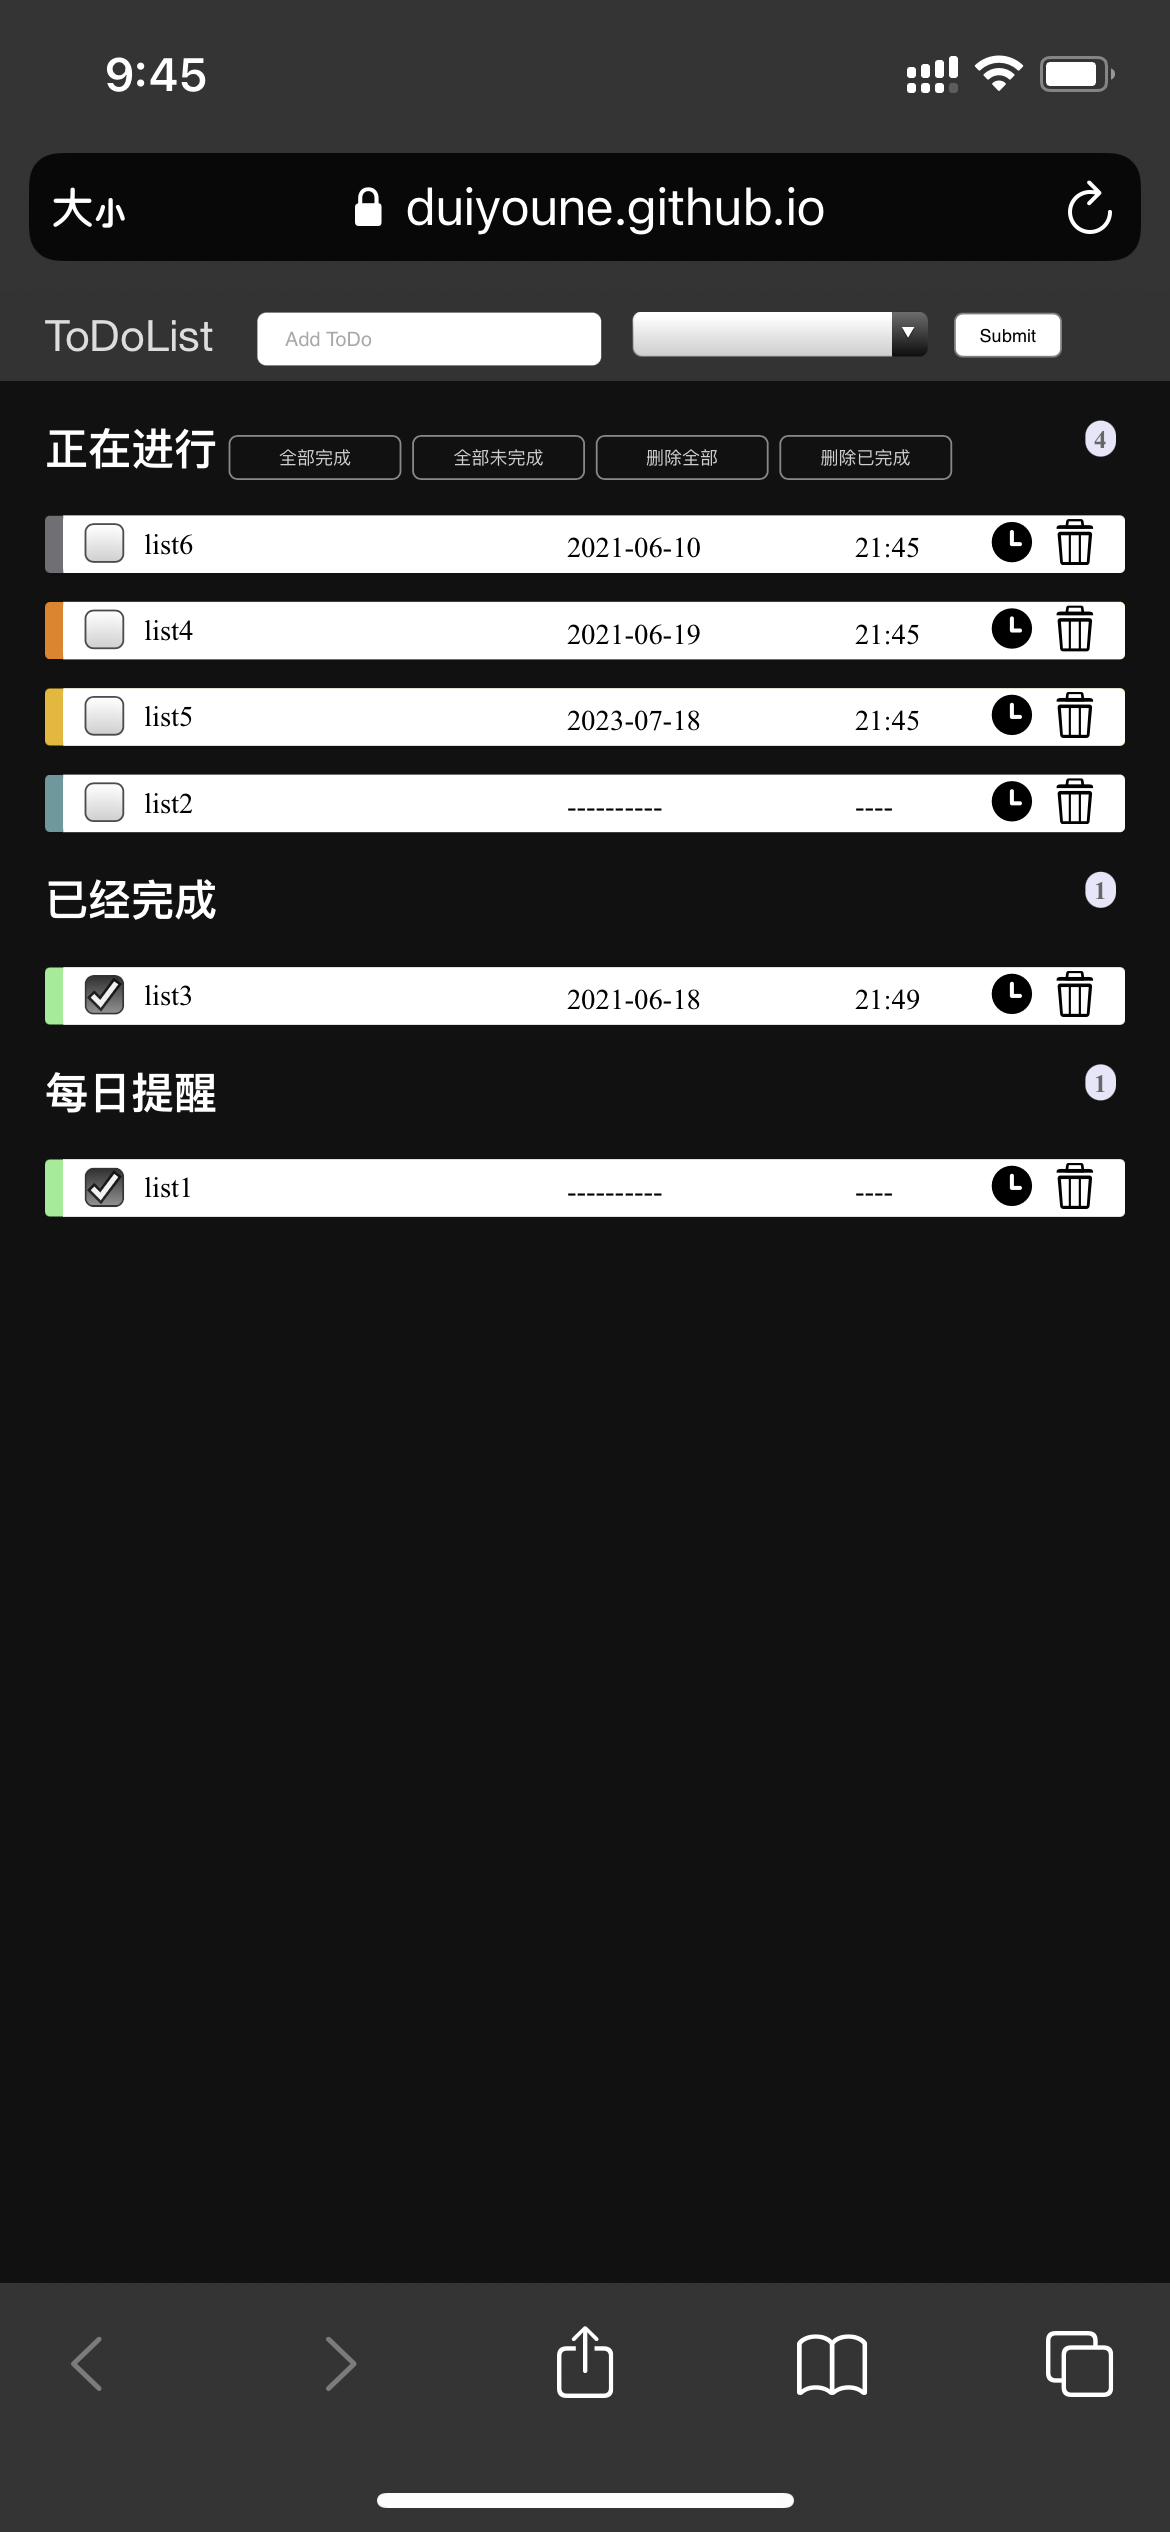 9:45
大小 duiyoune.github.io
ToDoList Add ToDo Submit
正在进行 全部完成 全部未完成 删除全部 删除已完成 4
list6 2021-06-10 21:45
list4 2021-06-19 21:45
list5 2023-07-18 21:45
list2 ---------- ----
已经完成 1
list3 2021-06-18 21:49
每日提醒 1
list1 ---------- ----